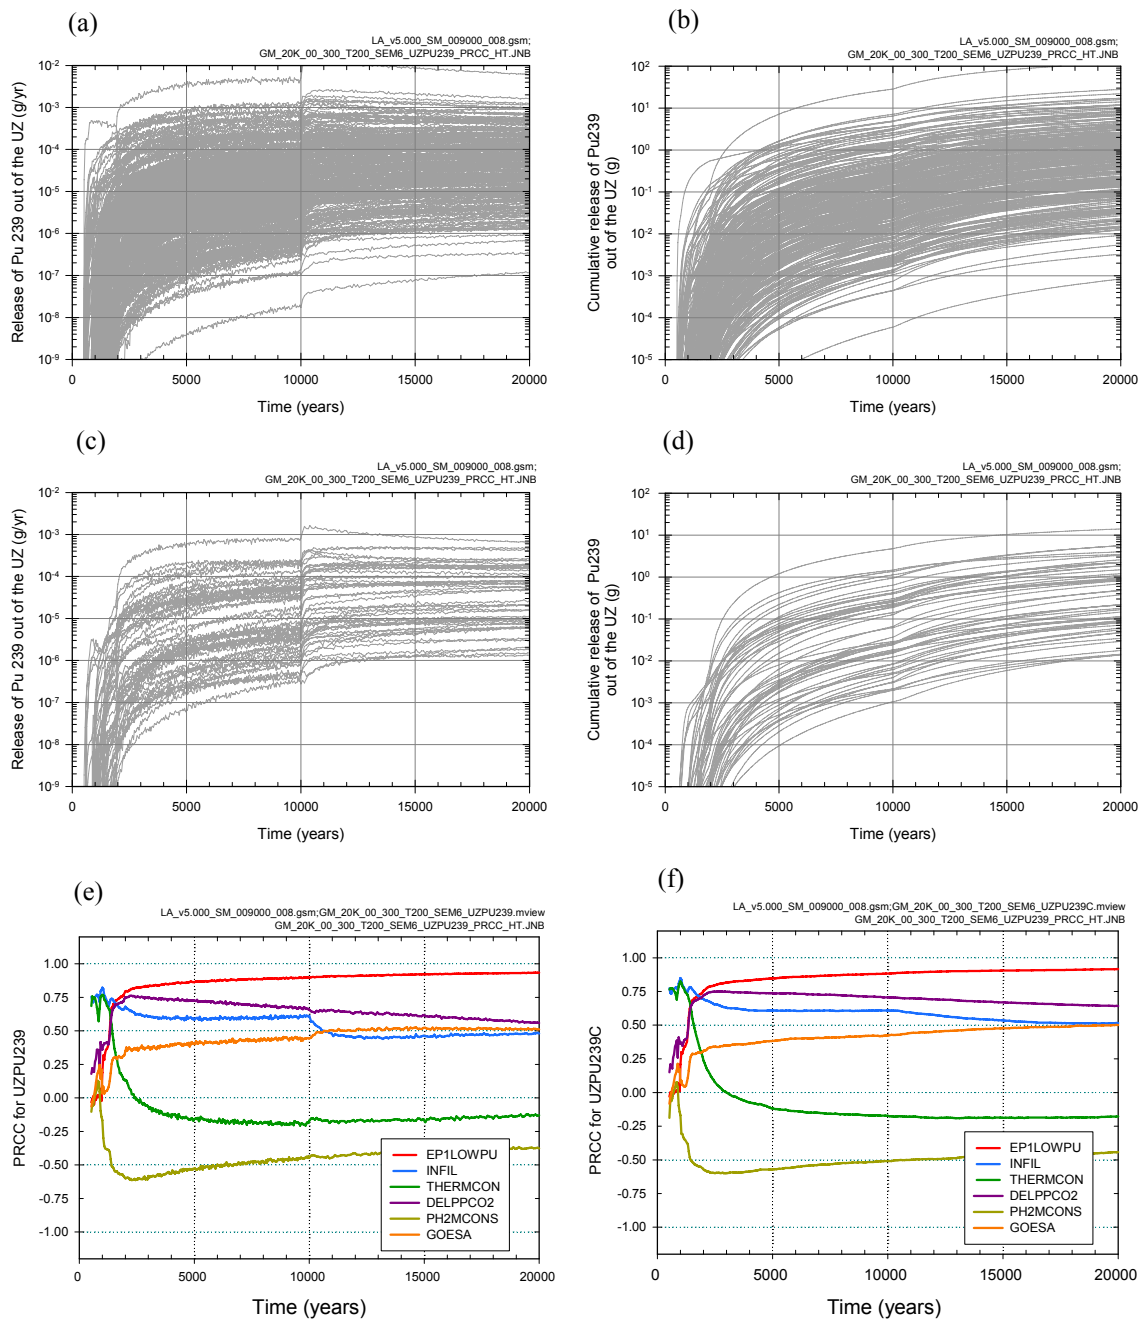 (a)
LA_v5.000_SM_009000_008.gsm;
GM_20K_00_300_T200_SEM6_UZPU239_PRCC_HT.JNB
Release of Pu 239 out of the UZ (g/yr)
10-2
10-3
10-4
10-5
10-6
10-7
10-8
10-9
0 5000 10000 15000 20000
Time (years)
(b)
LA_v5.000_SM_009000_008.gsm;
GM_20K_00_300_T200_SEM6_UZPU239_PRCC_HT.JNB
Cumulative release of Pu239
out of the UZ (g)
102
101
100
10-1
10-2
10-3
10-4
10-5
0 5000 10000 15000 20000
Time (years)
(c)
LA_v5.000_SM_009000_008.gsm;
GM_20K_00_300_T200_SEM6_UZPU239_PRCC_HT.JNB
Release of Pu 239 out of the UZ (g/yr)
10-2
10-3
10-4
10-5
10-6
10-7
10-8
10-9
0 5000 10000 15000 20000
Time (years)
(d)
LA_v5.000_SM_009000_008.gsm;
GM_20K_00_300_T200_SEM6_UZPU239_PRCC_HT.JNB
Cumulative release of Pu239
out of the UZ (g)
102
101
100
10-1
10-2
10-3
10-4
10-5
0 5000 10000 15000 20000
Time (years)
(e)
LA_v5.000_SM_009000_008.gsm;GM_20K_00_300_T200_SEM6_UZPU239.mview
GM_20K_00_300_T200_SEM6_UZPU239_PRCC_HT.JNB
PRCC for UZPU239
1.00
0.75
0.50
0.25
0.00
-0.25
-0.50
-0.75
-1.00
EP1LOWPU
INFIL
THERMCON
DELPPCO2
PH2MCONS
GOESA
0 5000 10000 15000 20000
Time (years)
(f)
LA_v5.000_SM_009000_008.gsm;GM_20K_00_300_T200_SEM6_UZPU239C.mview
GM_20K_00_300_T200_SEM6_UZPU239_PRCC_HT.JNB
PRCC for UZPU239C
1.00
0.75
0.50
0.25
0.00
-0.25
-0.50
-0.75
-1.00
EP1LOWPU
INFIL
THERMCON
DELPPCO2
PH2MCONS
GOESA
0 5000 10000 15000 20000
Time (years)